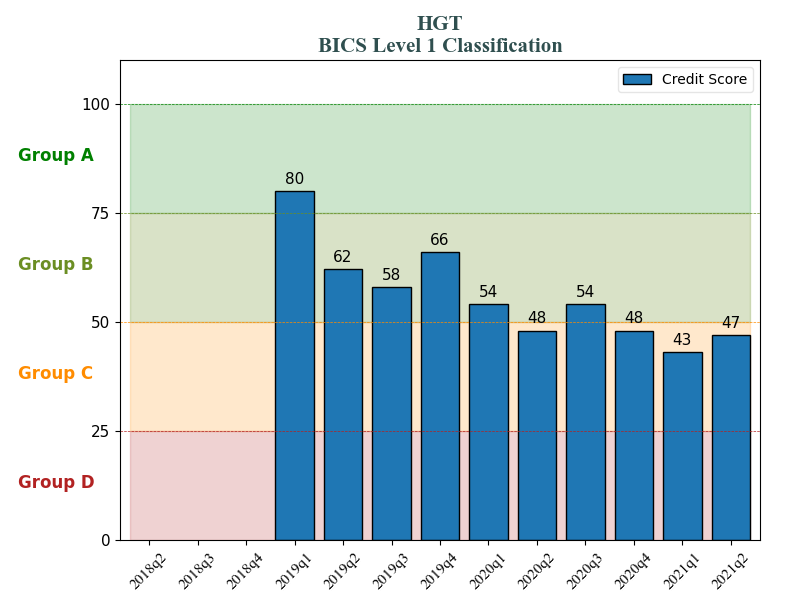 HGT
BICS Level 1 Classification
Credit Score
100
Group A
80
75
66
Group B
62
58
54
54
50
48
48
47
43
Group C
25
Group D
0
2018q2 2018q3 2018q4 2019q1 2019q2 2019q3 2019q4 2020q1 2020q2 2020q3 2020q4 2021q1 2021q2